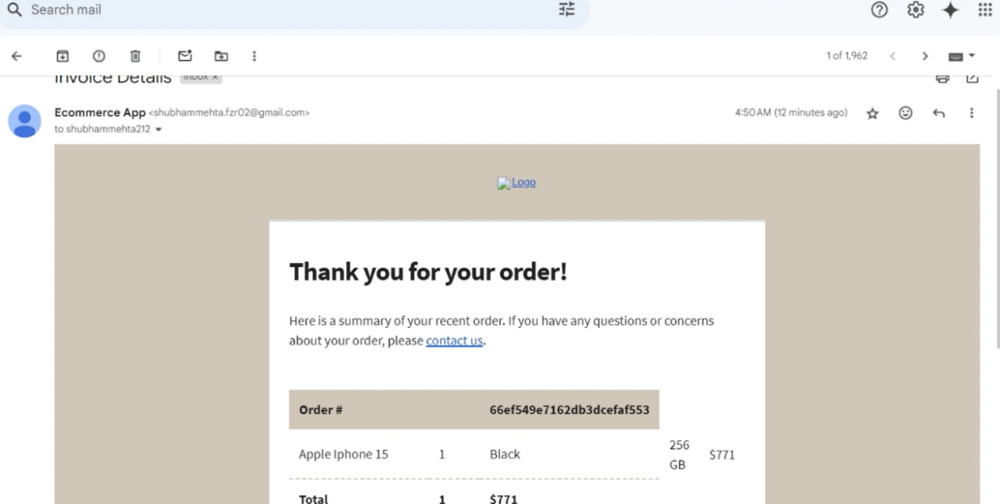 Search mail
1 of 1,962
Invoice Details Inbox ×
Ecommerce App <shubhammehta.fzr02@gmail.com>
4:50 AM (12 minutes ago)
to shubhammehta212
Logo
Thank you for your order!
Here is a summary of your recent order. If you have any questions or concerns
about your order, please contact us.
Order # 66ef549e7162db3dcefaf553
Apple Iphone 15 1 Black 256 GB $771
Total 1 $771